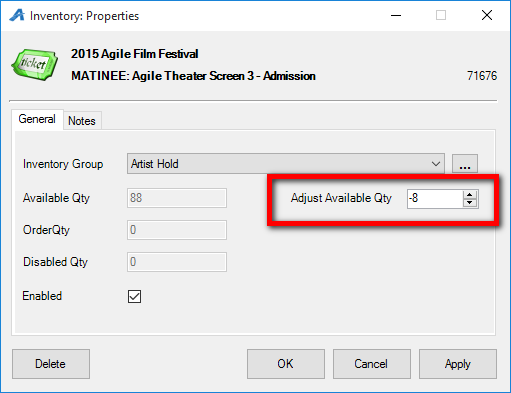 Inventory: Properties
ticket
2015 Agile Film Festival
MATINEE: Agile Theater Screen 3 - Admission 71676
General Notes
Inventory Group Artist Hold ...
Available Qty 88 Adjust Available Qty -8
OrderQty 0
Disabled Qty 0
Enabled
Delete OK Cancel Apply